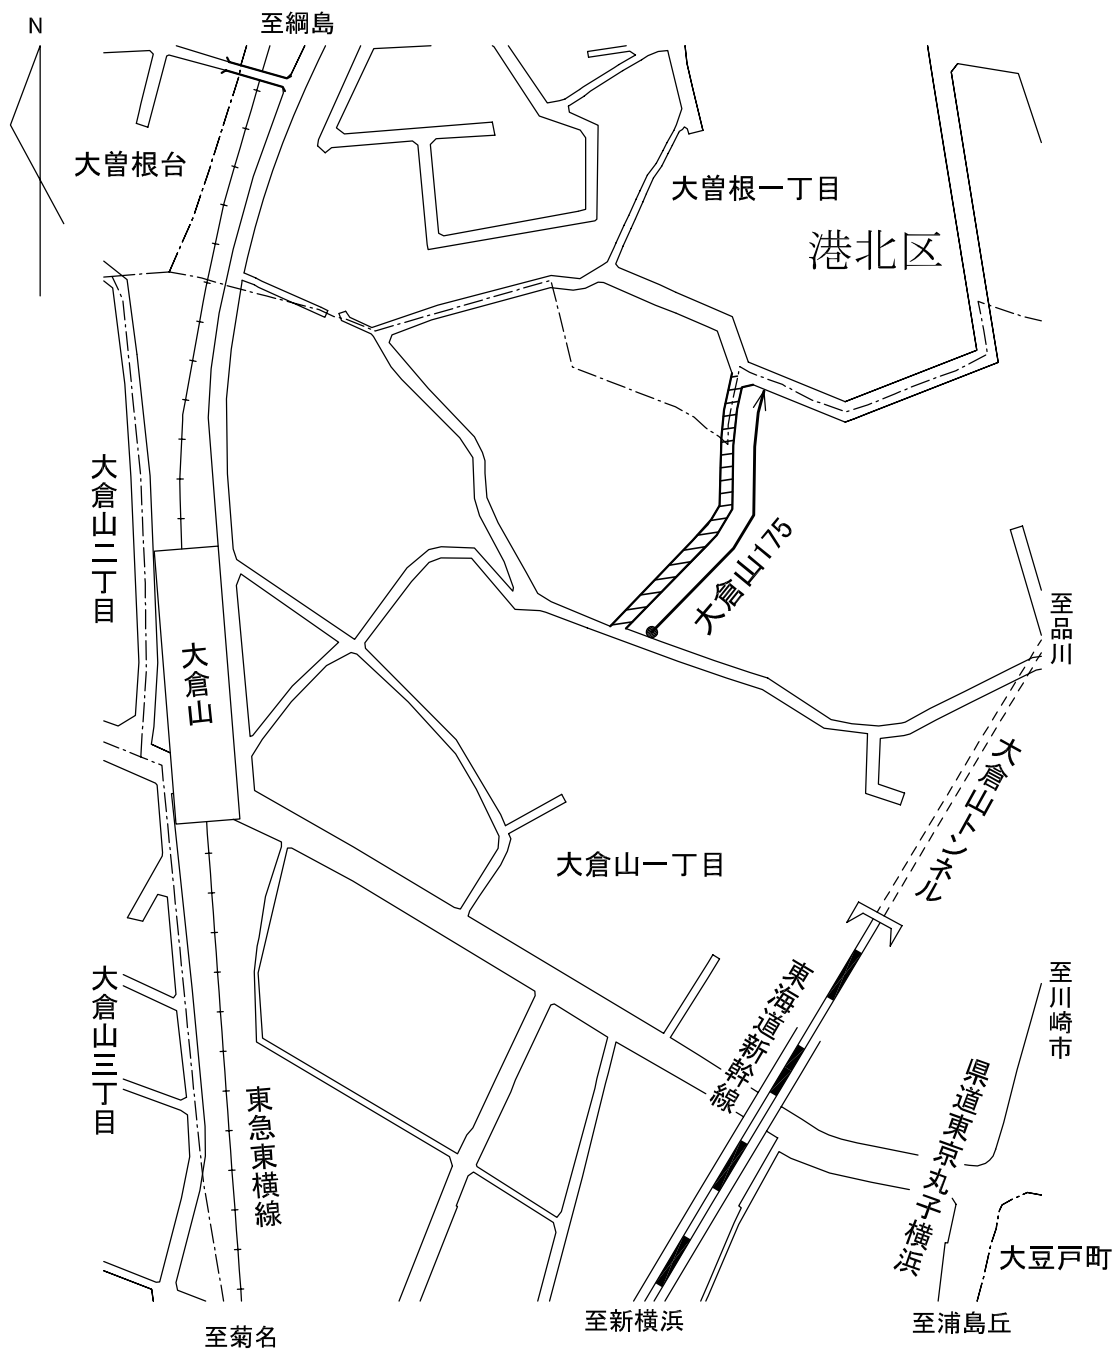 N
至綱島
大曽根台
大曽根一丁目
港北区
大倉山二丁目
大倉山175
至品川
大倉山
大倉山トンネル
大倉山一丁目
大倉山三丁目
東海道新幹線
至川崎市
東急東横線
県道東京丸子横浜
大豆戸町
至菊名
至新横浜
至浦島丘